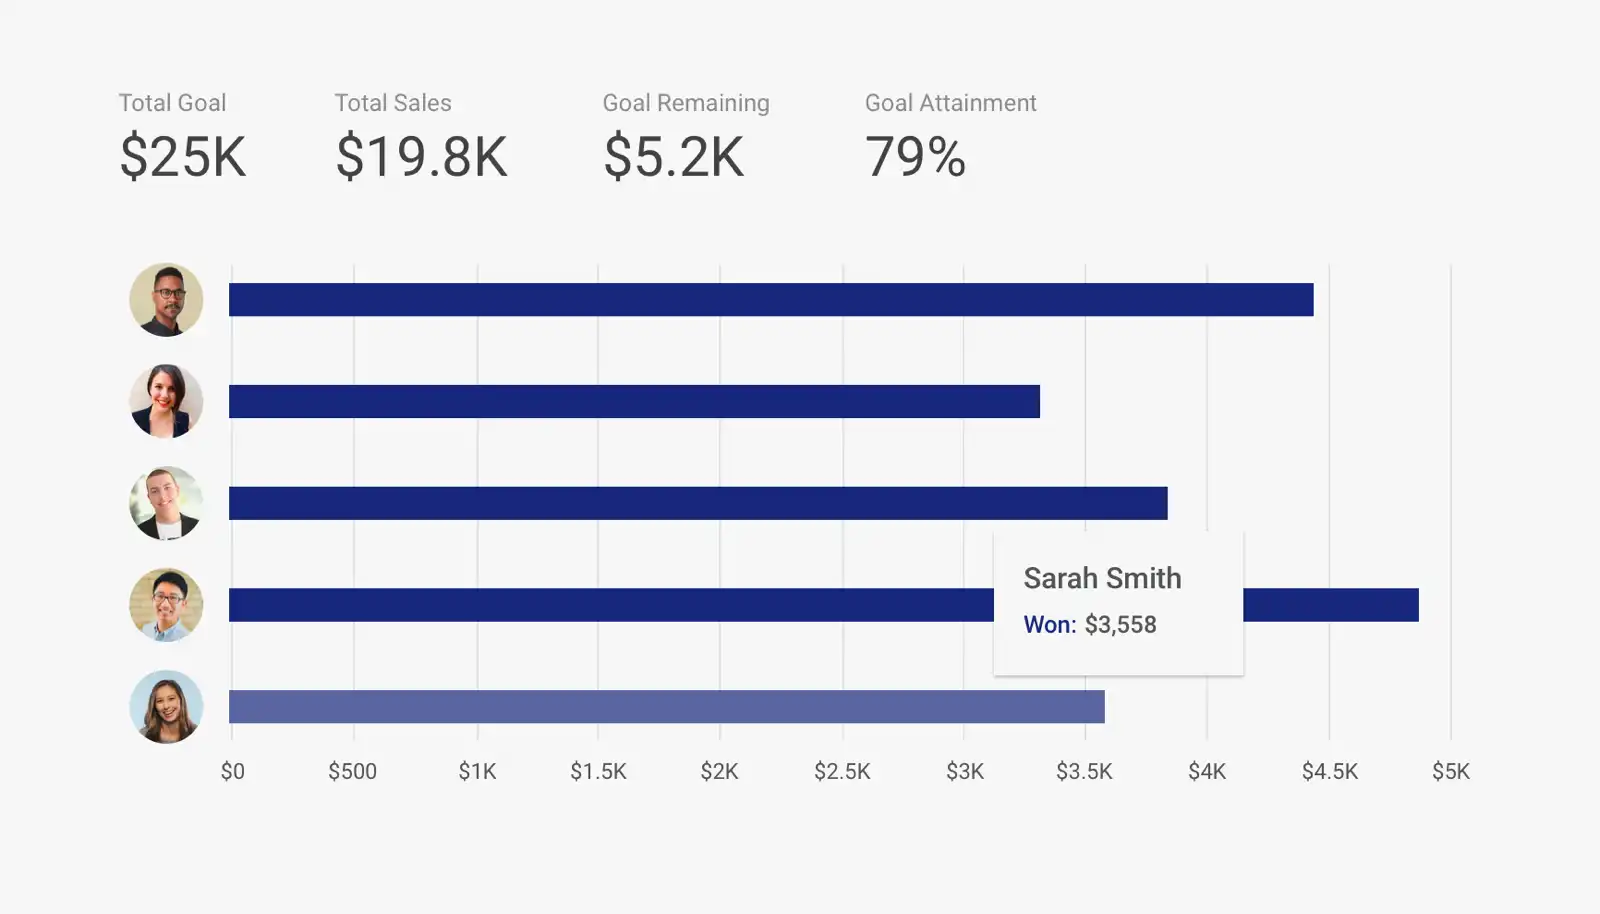 Total Goal
$25K
Total Sales
$19.8K
Goal Remaining
$5.2K
Goal Attainment
79%
Sarah Smith
Won: $3,558
$0 $500 $1K $1.5K $2K $2.5K $3K $3.5K $4K $4.5K $5K